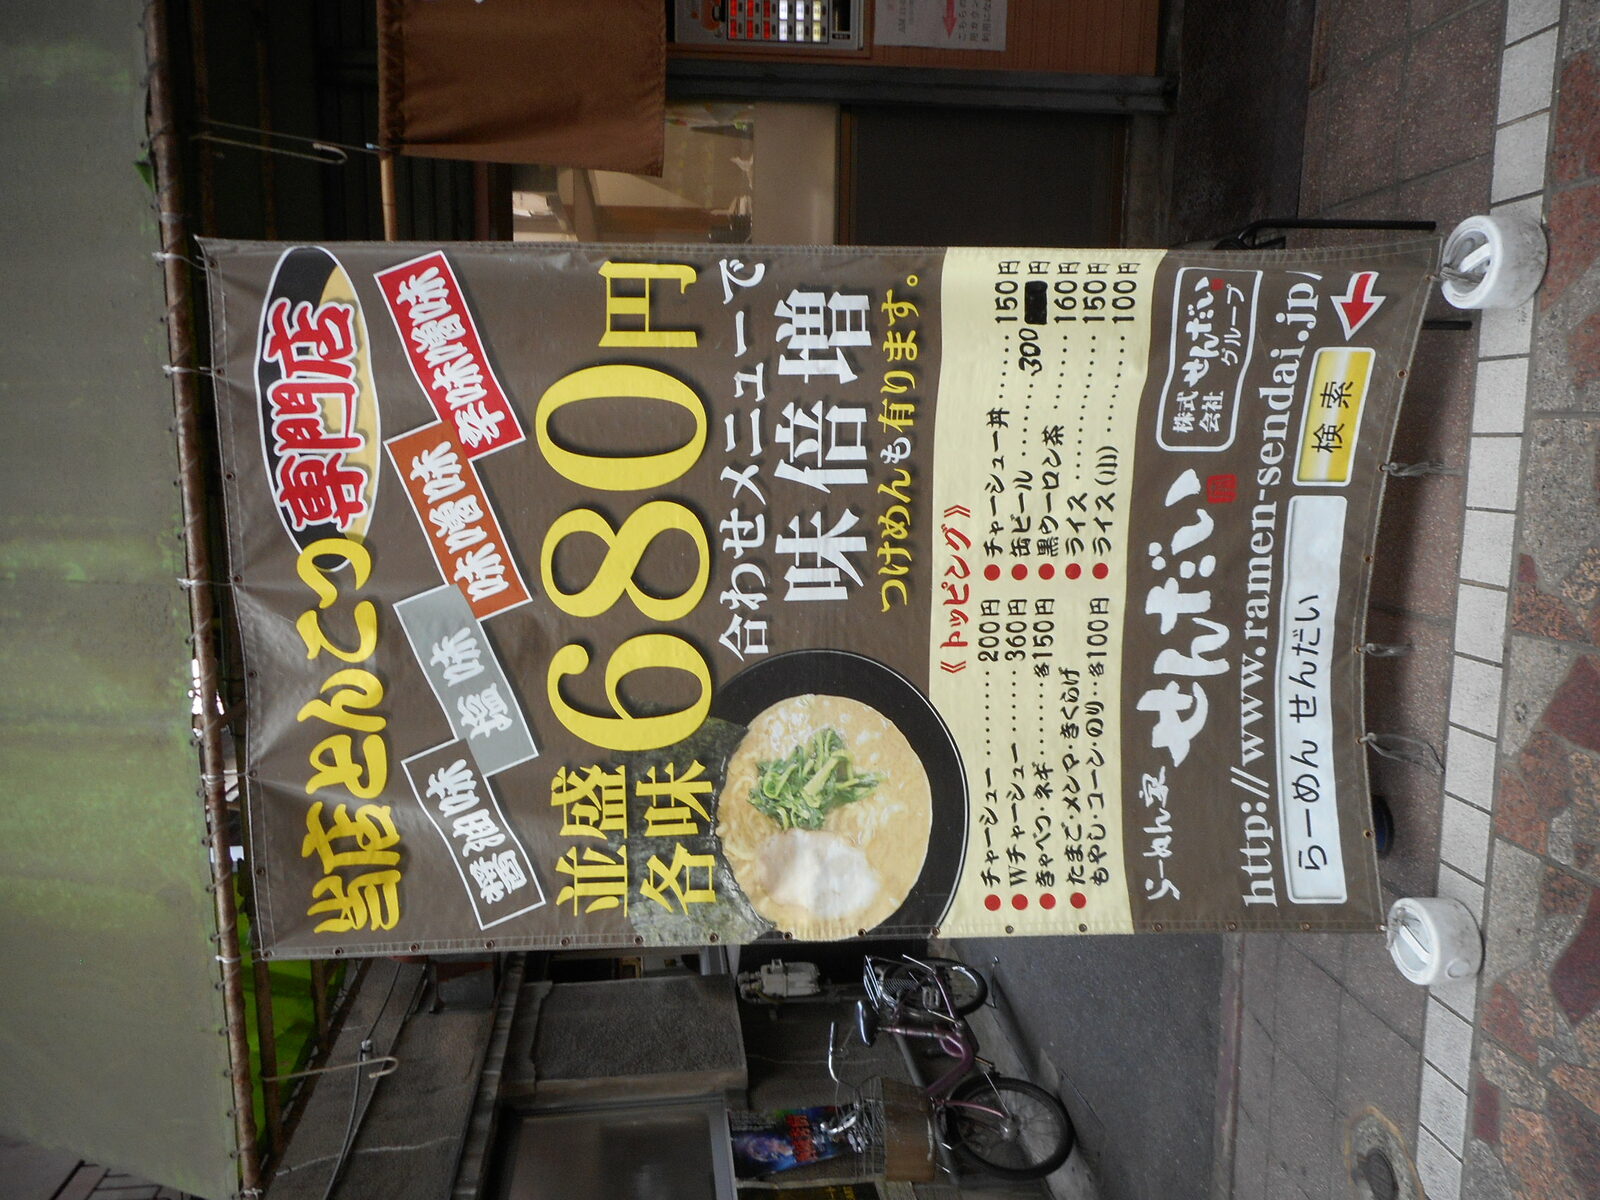 当店とんこつ専門店
醤油味
塩味
味噌味
辛味噌味
並盛
各味
680円
合わせメニューで
味倍増
つけめんも有ります。
《トッピング》
●チャーシュー……200円
●Wチャーシュー……360円
●きゃべつ・ネギ……各150円
●たまご・メンマ・きくらげ
もやし・コーン・のり…各100円
●チャーシュー丼……150円
●缶ビール……300円
●黒ウーロン茶……160円
●ライス……150円
●ライス(小)……100円
らーめん家 せんだい
株式会社 せんだい グループ
http://www.ramen-sendai.jp/
らーめん せんだい 検索